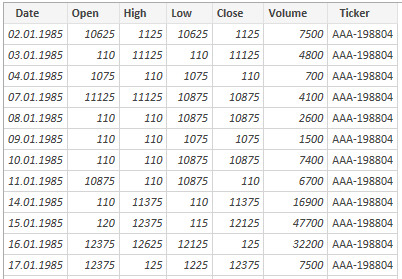 Date Open High Low Close Volume Ticker
02.01.1985 10625 1125 10625 1125 7500 AAA-198804
03.01.1985 110 11125 110 11125 4800 AAA-198804
04.01.1985 1075 110 1075 110 700 AAA-198804
07.01.1985 11125 11125 10875 10875 4100 AAA-198804
08.01.1985 110 110 10875 10875 2600 AAA-198804
09.01.1985 110 110 1075 1075 1500 AAA-198804
10.01.1985 110 110 10875 10875 7400 AAA-198804
11.01.1985 10875 110 10875 110 6700 AAA-198804
14.01.1985 110 11375 110 11375 16900 AAA-198804
15.01.1985 120 12375 115 12125 47700 AAA-198804
16.01.1985 12375 12625 12125 125 32200 AAA-198804
17.01.1985 12375 125 1225 12375 7500 AAA-198804